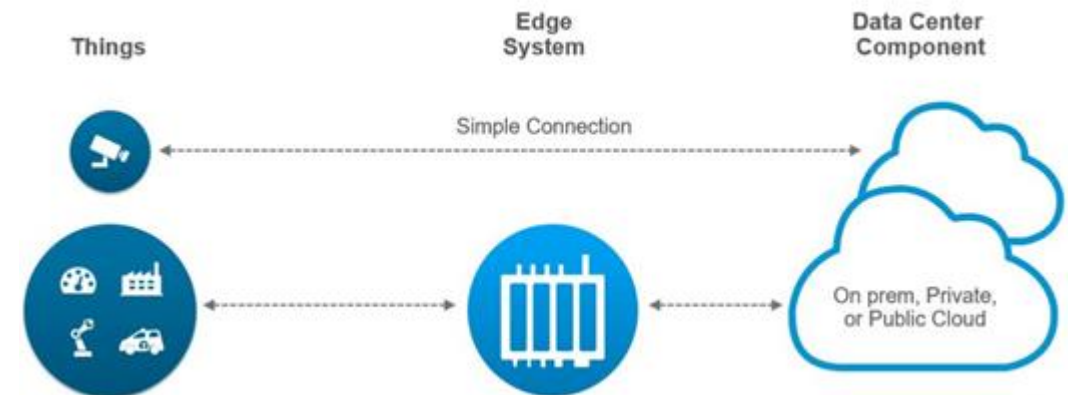 Things
Edge
System
Data Center
Component
Simple Connection
On prem, Private,
or Public Cloud